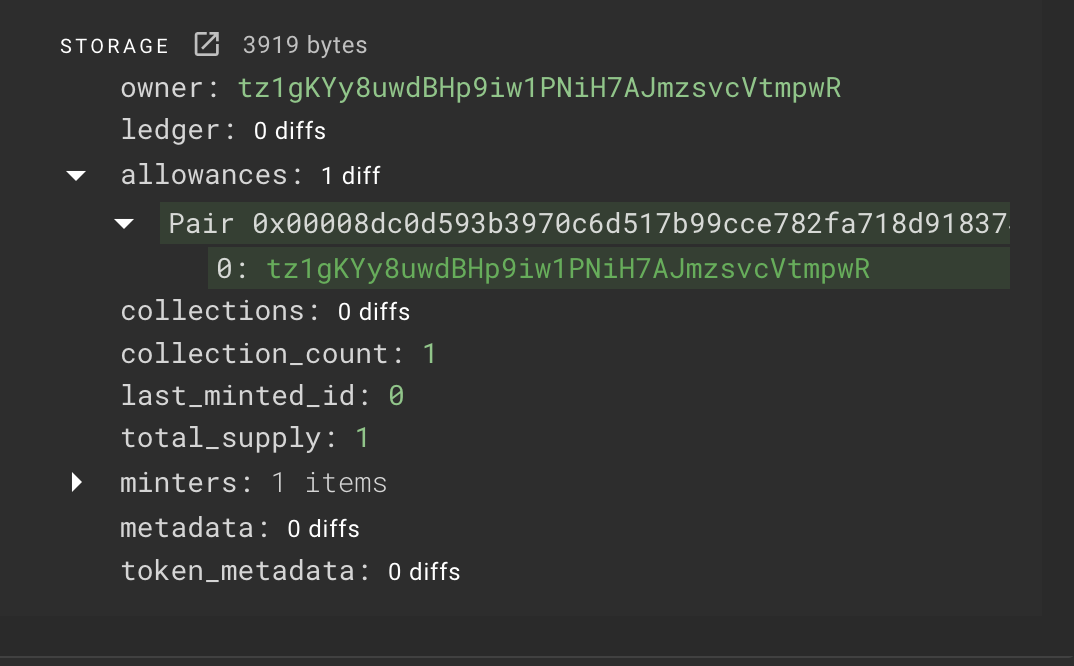 STORAGE 3919 bytes
owner: tz1gKYy8uwdBHp9iw1PNiH7AJmzsvcVtmpwR
ledger: 0 diffs
allowances: 1 diff
Pair 0x00008dc0d593b3970c6d517b99cce782fa718d91837
0: tz1gKYy8uwdBHp9iw1PNiH7AJmzsvcVtmpwR
collections: 0 diffs
collection_count: 1
last_minted_id: 0
total_supply: 1
minters: 1 items
metadata: 0 diffs
token_metadata: 0 diffs